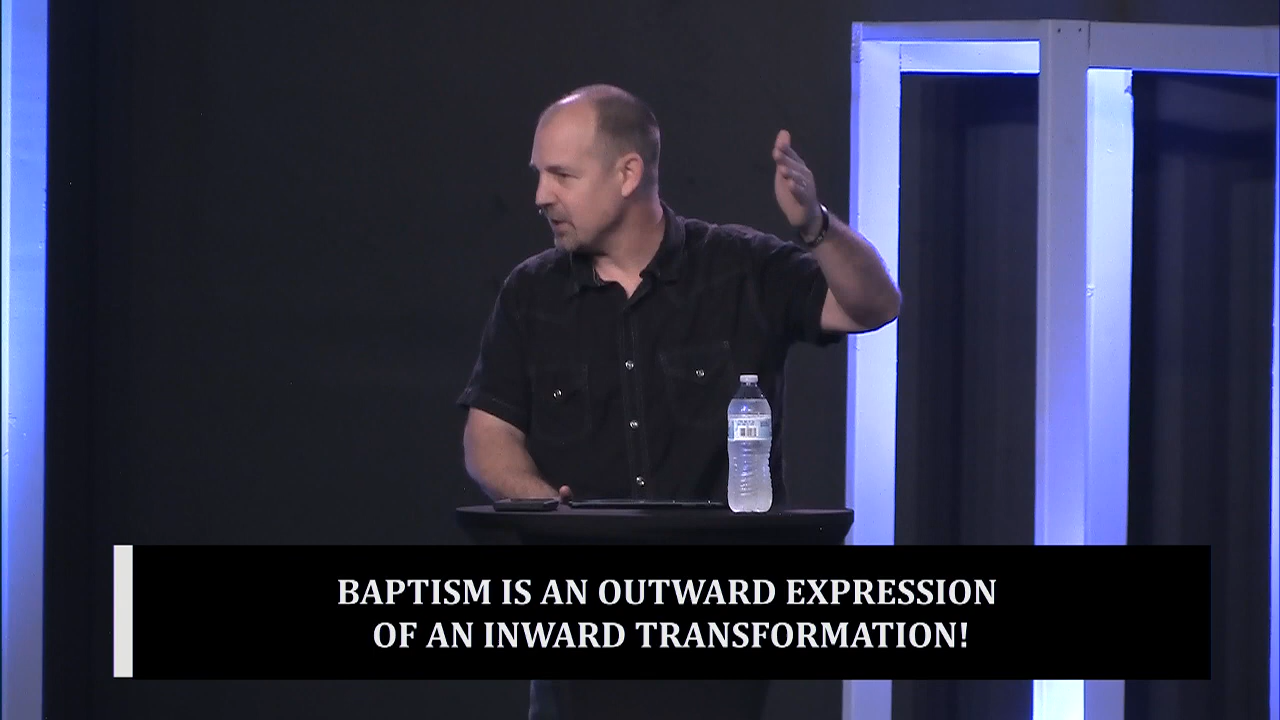 BAPTISM IS AN OUTWARD EXPRESSION
OF AN INWARD TRANSFORMATION!